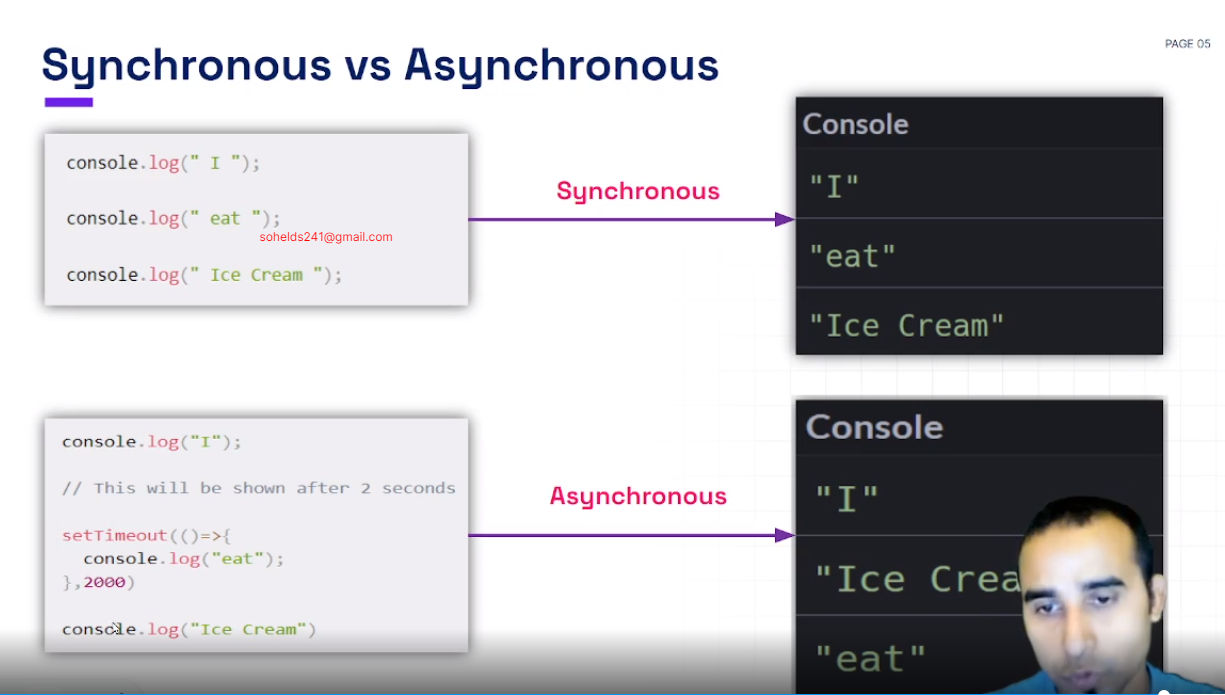 PAGE 05
Synchronous vs Asynchronous
console.log(" I ");
console.log(" eat ");
sohelds241@gmail.com
console.log(" Ice Cream ");
Synchronous
Console
"I"
"eat"
"Ice Cream"
console.log("I");
// This will be shown after 2 seconds
setTimeout(()=>{
console.log("eat");
},2000)
console.log("Ice Cream")
Asynchronous
Console
"I"
"Ice Crea
"eat"